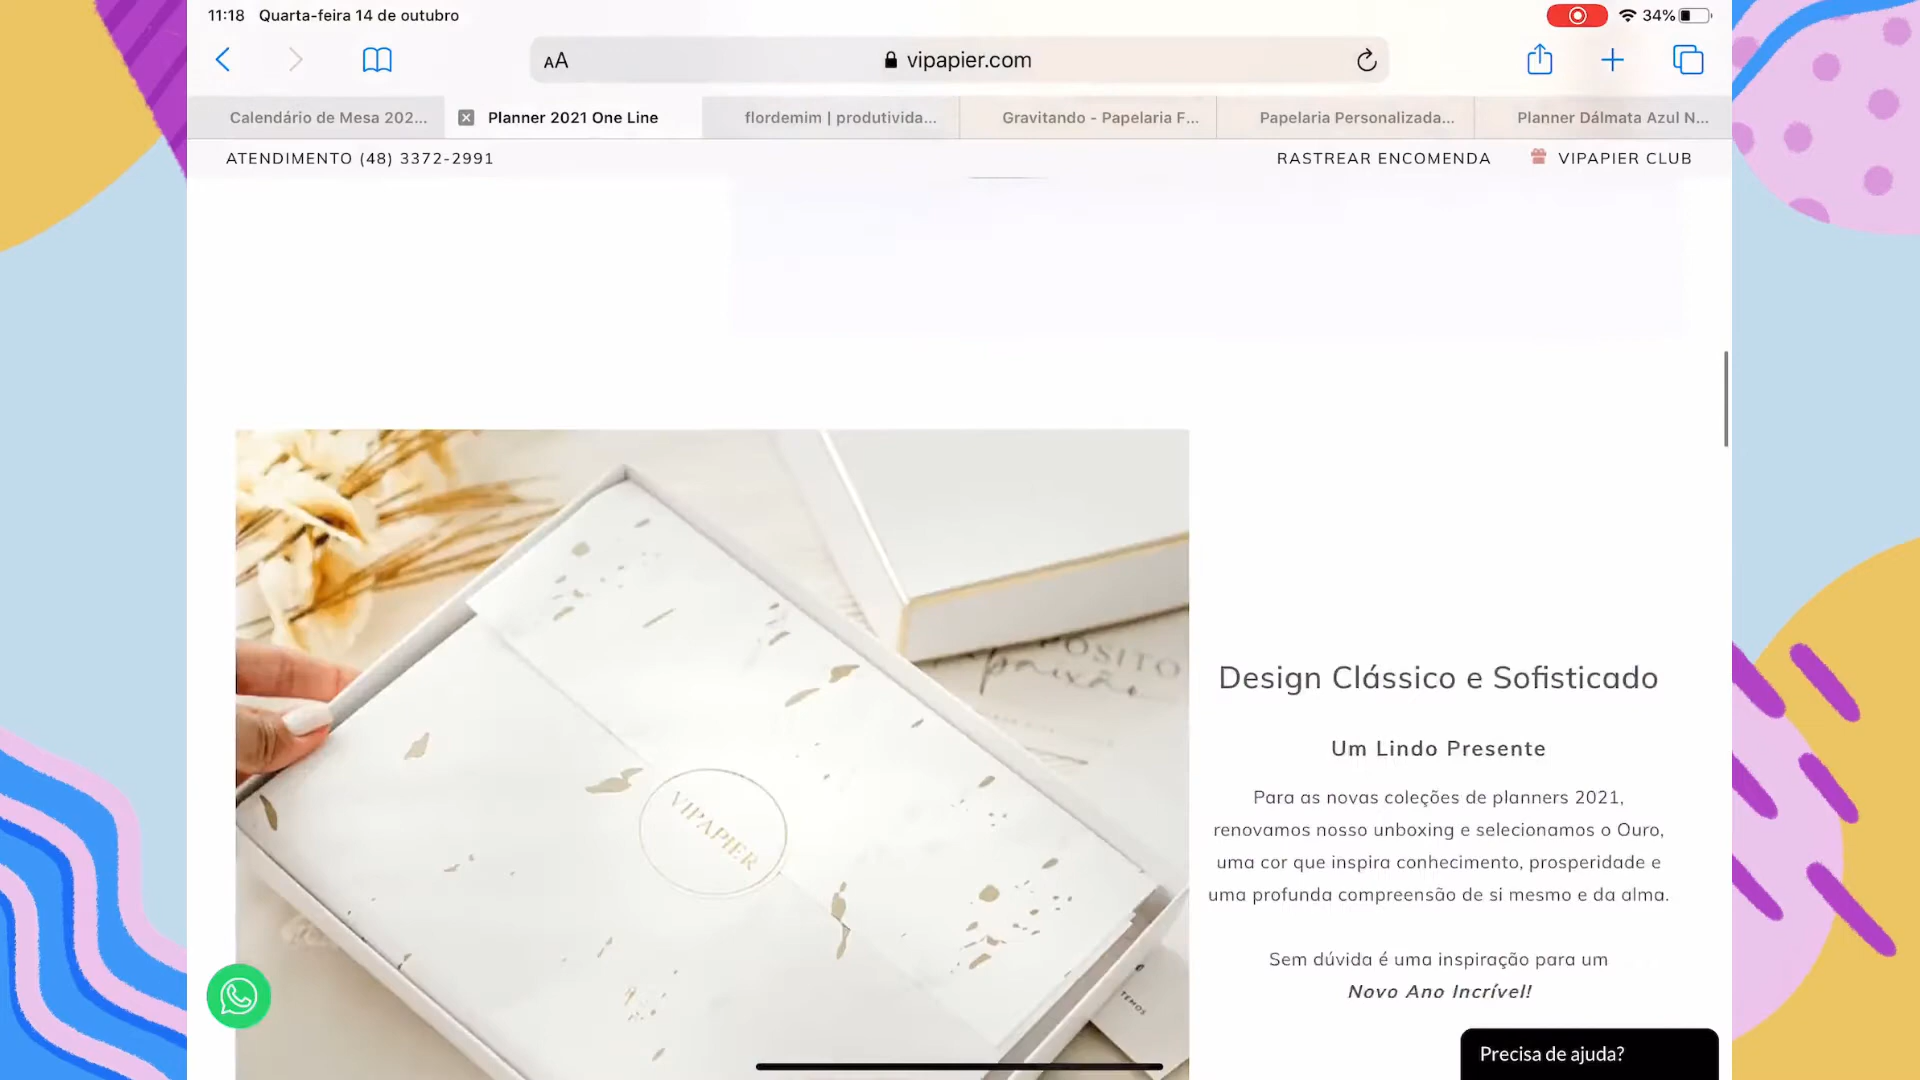 11:18 Quarta-feira 14 de outubro
34%
AA
vipapier.com
Calendário de Mesa 202...
Planner 2021 One Line
flordemim | produtivida...
Gravitando - Papelaria F...
Papelaria Personalizada...
Planner Dálmata Azul N...
ATENDIMENTO (48) 3372-2991
RASTREAR ENCOMENDA
VIPAPIER CLUB
Design Clássico e Sofisticado
Um Lindo Presente
Para as novas coleções de planners 2021,
renovamos nosso unboxing e selecionamos o Ouro,
uma cor que inspira conhecimento, prosperidade e
uma profunda compreensão de si mesmo e da alma.
Sem dúvida é uma inspiração para um
Novo Ano Incrível!
VIPAPIER
paixão
TEMOS
Precisa de ajuda?